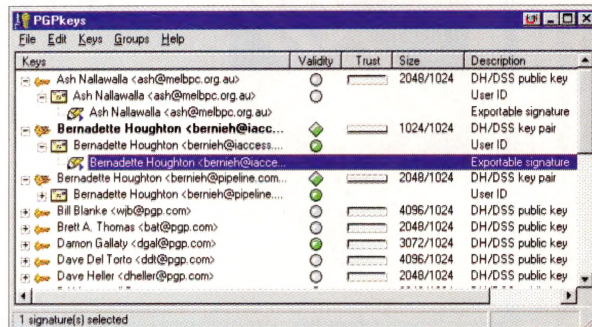 PGPkeys
File Edit Keys Groups Help
Keys Validity Trust Size Description
Ash Nallawalla <ash@melbpc.org.au> 2048/1024 DH/DSS public key
Ash Nallawalla <ash@melbpc.org.au> User ID
Ash Nallawalla <ash@melbpc.org.au> Exportable signature
Bernadette Houghton <bernieh@iacc... 1024/1024 DH/DSS key pair
Bernadette Houghton <bernieh@iaccess.... User ID
Bernadette Houghton <bernieh@iacce... Exportable signature
Bernadette Houghton <bernieh@pipeline.com... 2048/1024 DH/DSS key pair
Bernadette Houghton <bernieh@pipeline.... User ID
Bill Blanke <wjb@pgp.com> 4096/1024 DH/DSS public key
Brett A. Thomas <bat@pgp.com> 2048/1024 DH/DSS public key
Damon Gallaty <dgal@pgp.com> 3072/1024 DH/DSS public key
Dave Del Torto <ddt@pgp.com> 4096/1024 DH/DSS public key
Dave Heller <dheller@pgp.com> 2048/1024 DH/DSS public key
1 signature(s) selected